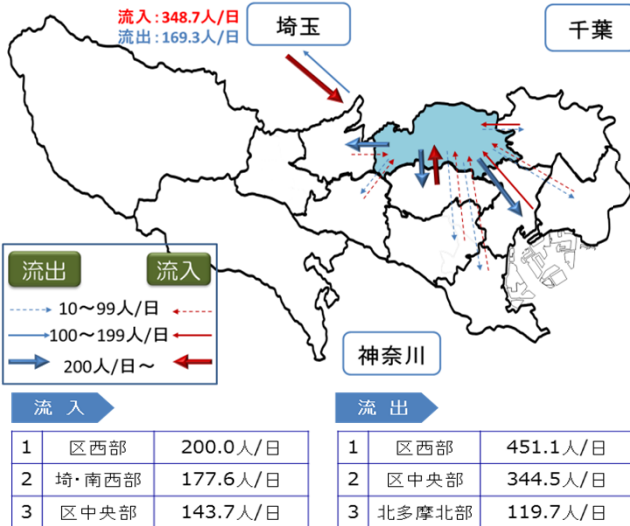 流入：348.7人/日
流出：169.3人/日
埼玉
千葉
流出
流入
10～99人/日
100～199人/日
200人/日～
神奈川
流入
1 区西部 200.0人/日
2 埼・南西部 177.6人/日
3 区中央部 143.7人/日
流出
1 区西部 451.1人/日
2 区中央部 344.5人/日
3 北多摩北部 119.7人/日